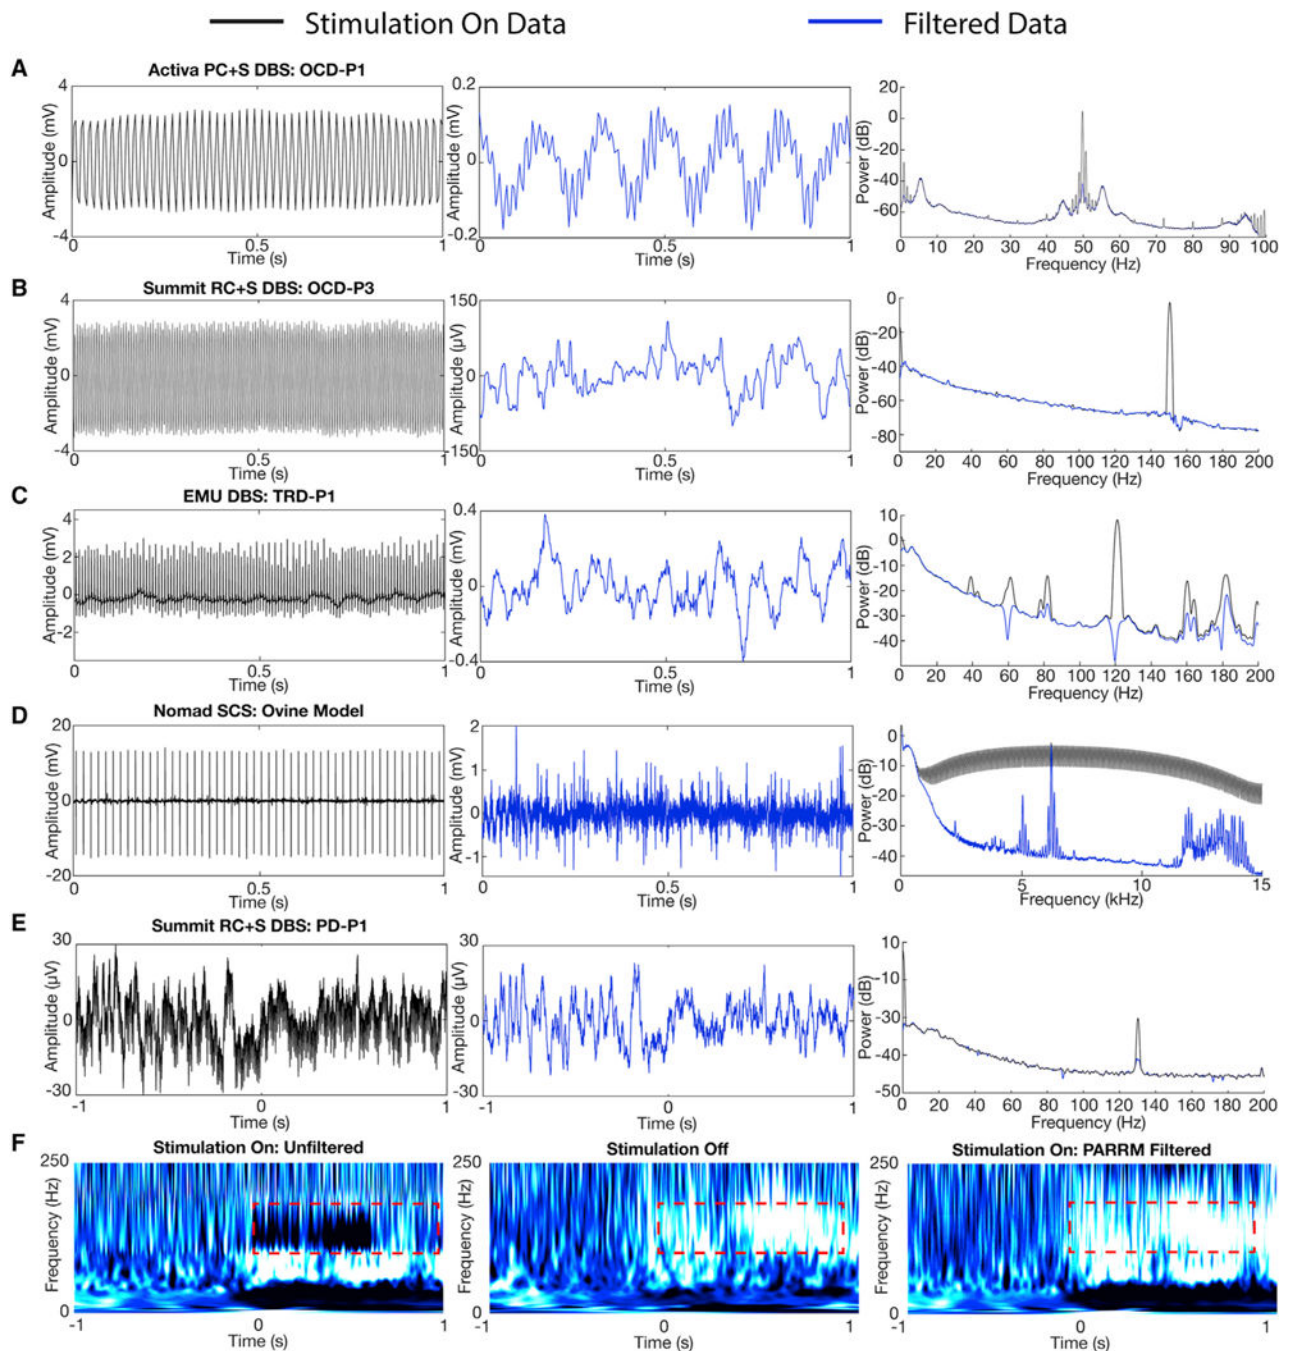 Stimulation On Data
Filtered Data
A
Activa PC+S DBS: OCD-P1
Amplitude (mV)
4
0
-4
0
0.5
1
Time (s)
Amplitude (mV)
0.2
0.0
0.2
0
0.5
1
Time (s)
Power (dB)
20
0
-20
-40
-60
0 10 20 30 40 50 60 70 80 90 100
Frequency (Hz)
B
Summit RC+S DBS: OCD-P3
Amplitude (mV)
4
0
-4
0
0.5
1
Time (s)
Amplitude (µV)
150
0
150
0
0.5
1
Time (s)
Power (dB)
0
-20
-40
-60
-80
0 20 40 60 80 100 120 140 160 180 200
Frequency (Hz)
C
EMU DBS: TRD-P1
Amplitude (mV)
4
2
0
-2
0
0.5
1
Time (s)
Amplitude (mV)
0.4
0
-0.4
0
0.5
1
Time (s)
Power (dB)
10
0
-10
-20
-30
-40
0 20 40 60 80 100 120 140 160 180 200
Frequency (Hz)
D
Nomad SCS: Ovine Model
Amplitude (mV)
20
10
0
-10
-20
0
0.5
1
Time (s)
Amplitude (mV)
2
1
0
-1
0
0.5
1
Time (s)
Power (dB)
0
-10
-20
-30
-40
0 5 10 15
Frequency (kHz)
E
Summit RC+S DBS: PD-P1
Amplitude (µV)
30
0
-30
-1
0
1
Time (s)
Amplitude (µV)
30
0
-30
-1
0
1
Time (s)
Power (dB)
10
-10
-30
-40
-50
0 20 40 60 80 100 120 140 160 180 200
Frequency (Hz)
F
Stimulation On: Unfiltered
Frequency (Hz)
250
0
-1
0
1
Time (s)
Stimulation Off
Frequency (Hz)
250
0
-1
0
1
Time (s)
Stimulation On: PARRM Filtered
Frequency (Hz)
250
0
-1
0
1
Time (s)